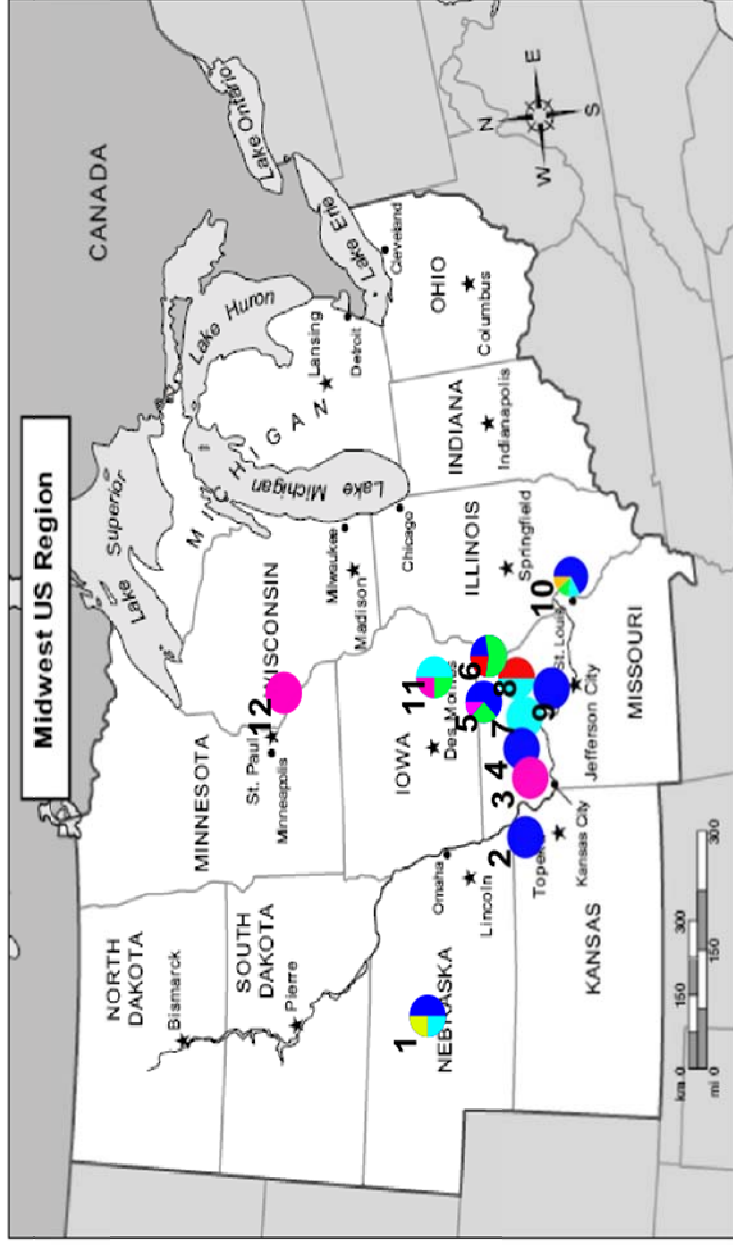 Midwest US Region
CANADA
Lake Superior
Lake Huron
Lake Ontario
Lake Erie
Lake Michigan
MICHIGAN
NORTH
DAKOTA
Bismarck
SOUTH
DAKOTA
Pierre
MINNESOTA
St. Paul
Minneapolis
12
WISCONSIN
Milwaukee
Madison
Lansing
Detroit
Cleveland
OHIO
Columbus
INDIANA
Indianapolis
Chicago
ILLINOIS
Springfield
IOWA
Des Moines
11
NEBRASKA
1
Omaha
Lincoln
KANSAS
Topeka
Kansas City
2
3
4
5
6
7
8
9
10
St. Louis
Jefferson City
MISSOURI
N
E
S
W
km 0 150 300
mi 0 150 300